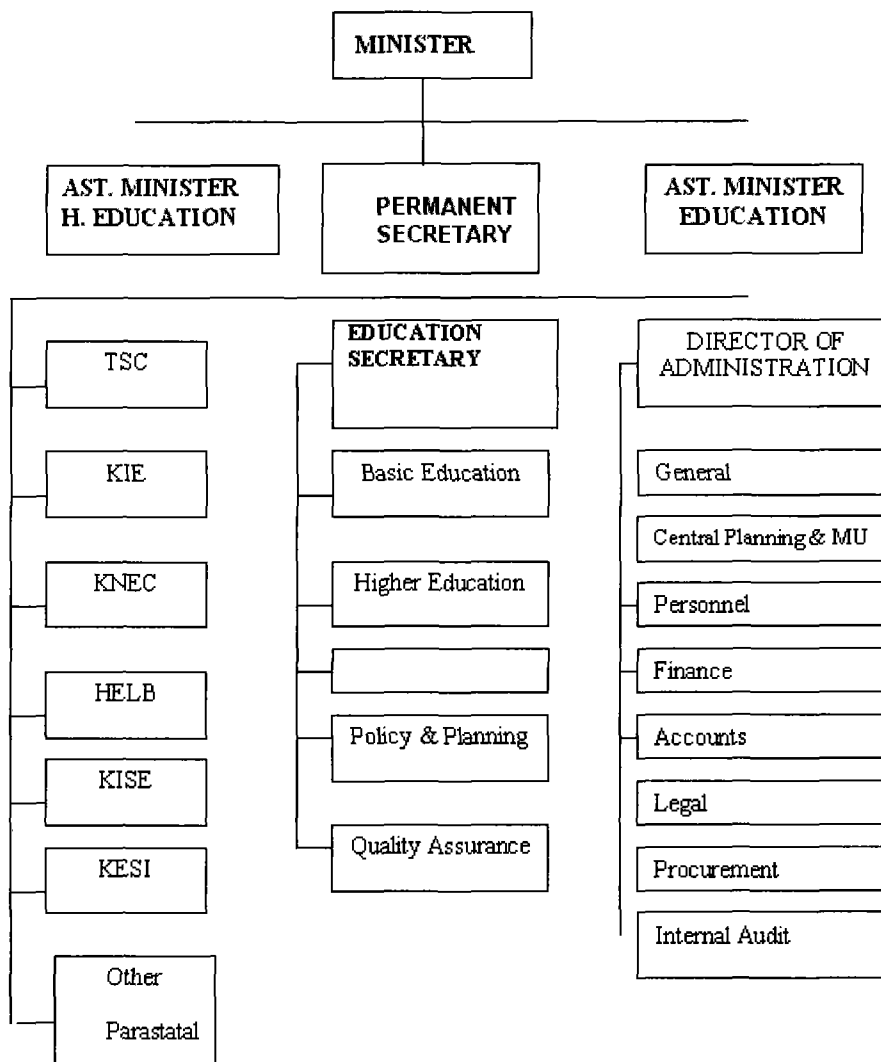 MINISTER
AST. MINISTER
H. EDUCATION
PERMANENT
SECRETARY
AST. MINISTER
EDUCATION
TSC
KIE
KNEC
HELB
KISE
KESI
Other
Parastatal
EDUCATION
SECRETARY
Basic Education
Higher Education
Policy & Planning
Quality Assurance
DIRECTOR OF
ADMINISTRATION
General
Central Planning & MU
Personnel
Finance
Accounts
Legal
Procurement
Internal Audit